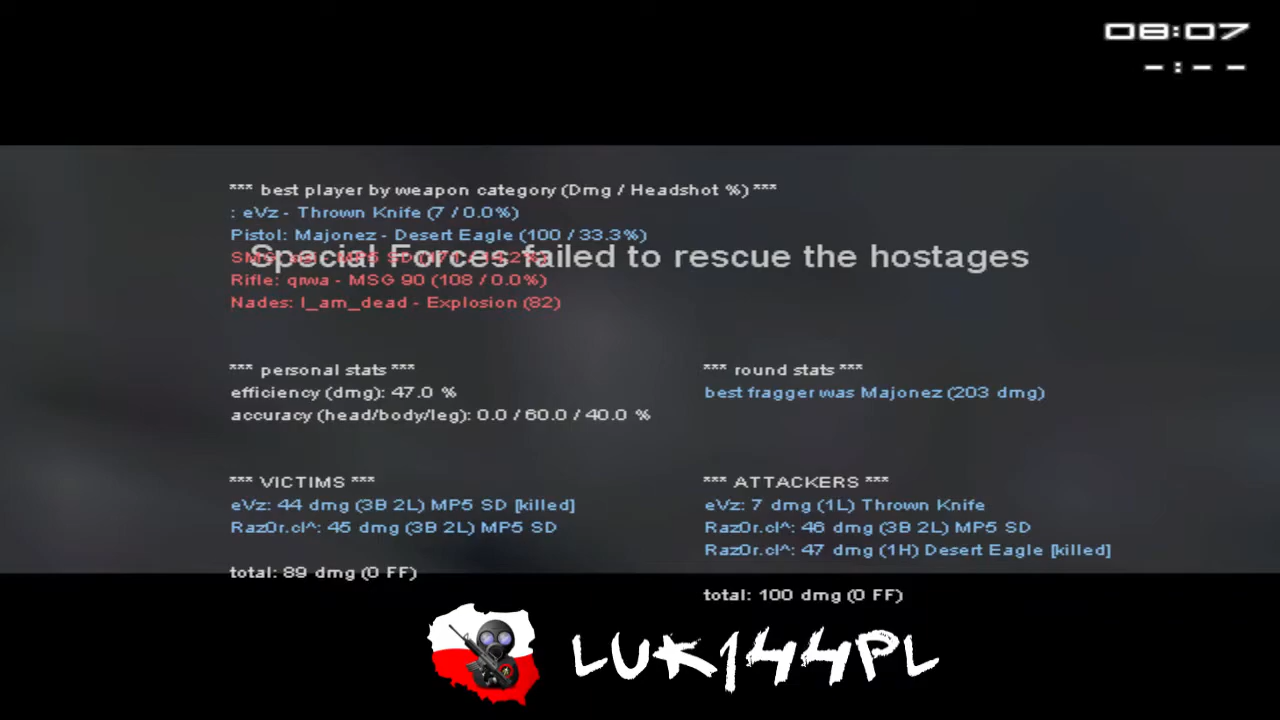 08:07
-:--
*** best player by weapon category (Dmg / Headshot %) ***
: eVz - Thrown Knife (7 / 0.0%)
Pistol: Majonez - Desert Eagle (100 / 33.3%)
Special Forces failed to rescue the hostages
Rifle: qrwa - MSG 90 (108 / 0.0%)
Nades: I_am_dead - Explosion (82)
*** personal stats ***
efficiency (dmg): 47.0 %
accuracy (head/body/leg): 0.0 / 60.0 / 40.0 %
*** round stats ***
best fragger was Majonez (203 dmg)
*** VICTIMS ***
eVz: 44 dmg (3B 2L) MP5 SD [killed]
Raz0r.cl^: 45 dmg (3B 2L) MP5 SD
total: 89 dmg (0 FF)
*** ATTACKERS ***
eVz: 7 dmg (1L) Thrown Knife
Raz0r.cl^: 46 dmg (3B 2L) MP5 SD
Raz0r.cl^: 47 dmg (1H) Desert Eagle [killed]
total: 100 dmg (0 FF)
LUK144PL